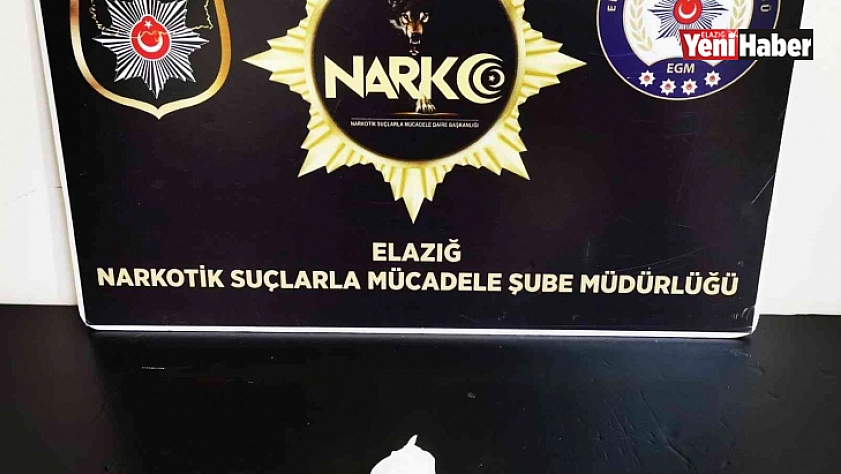 ELAZIĞ
Yeni Haber
EGM
NARKO
NARKOTİK SUÇLARLA MÜCADELE DAİRE BAŞKANLIĞI
ELAZIĞ
NARKOTİK SUÇLARLA MÜCADELE ŞUBE MÜDÜRLÜĞÜ